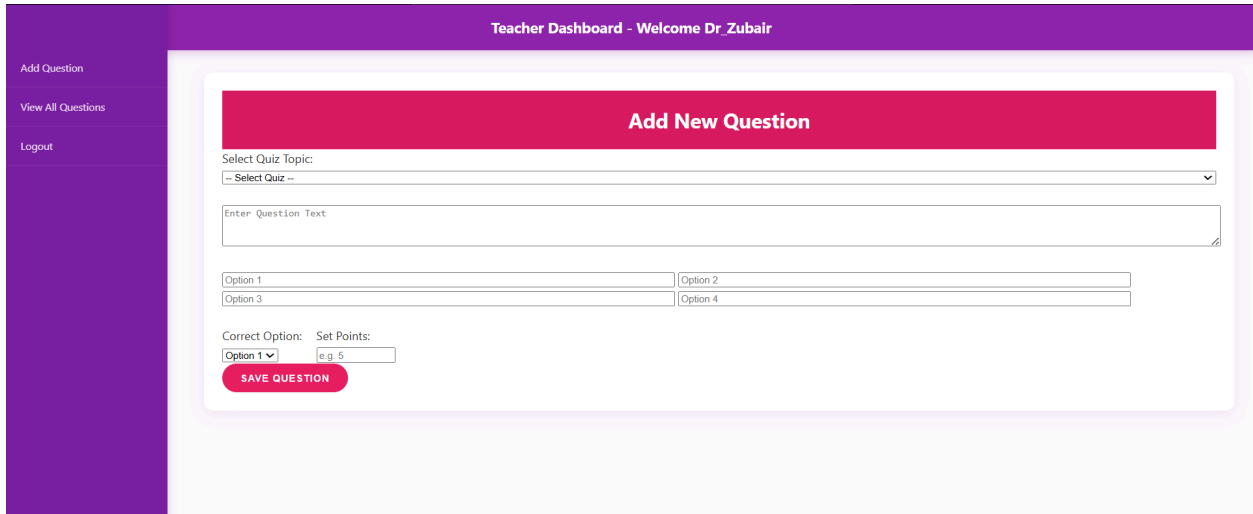 Teacher Dashboard - Welcome Dr_Zubair
Add Question
View All Questions
Logout
Add New Question
Select Quiz Topic:
-- Select Quiz --
Enter Question Text
Option 1 Option 2
Option 3 Option 4
Correct Option: Set Points:
Option 1 e.g. 5
SAVE QUESTION